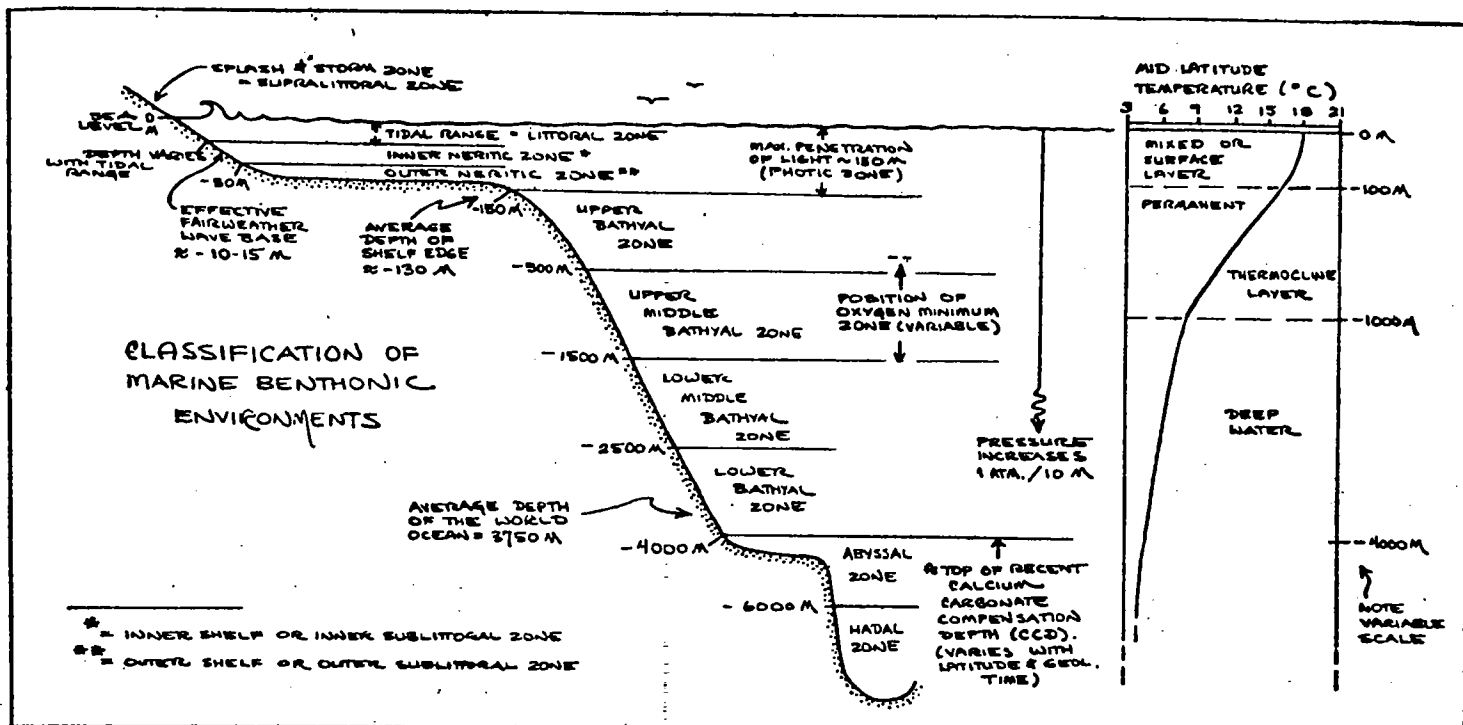 SPLASH & STORM ZONE
= SUPRALITTORAL ZONE
SEA 0
LEVEL M
DEPTH VARIES
WITH TIDAL
RANGE
* TIDAL RANGE = LITTORAL ZONE
INNER NERITIC ZONE *
OUTER NERITIC ZONE **
MAX. PENETRATION
OF LIGHT ~ 150 M
(PHOTIC ZONE)
EFFECTIVE
FAIRWEATHER
WAVE BASE
≈ -10-15 M
AVERAGE
DEPTH OF
SHELF EDGE
≈ -130 M
-150 M
UPPER
BATHYAL
ZONE
-500 M
UPPER
MIDDLE
BATHYAL ZONE
POSITION OF
OXYGEN MINIMUM
ZONE (VARIABLE)
CLASSIFICATION OF
MARINE BENTHONIC
ENVIRONMENTS
-1500 M
LOWER
MIDDLE
BATHYAL
ZONE
-2500 M
LOWER
BATHYAL
ZONE
PRESSURE
INCREASES
1 ATM. / 10 M
AVERAGE DEPTH
OF THE WORLD
OCEAN = 3750 M
-4000 M
ABYSSAL
ZONE
-6000 M
HADAL
ZONE
≈ TOP OF RECENT
CALCIUM
CARBONATE
COMPENSATION
DEPTH (CCD).
(VARIES WITH
LATITUDE & GEOL.
TIME)
* = INNER SHELF OR INNER SUBLITTORAL ZONE
** = OUTER SHELF OR OUTER SUBLITTORAL ZONE
MID. LATITUDE
TEMPERATURE (°C)
3 6 9 12 15 18 21
0 M
MIXED OR
SURFACE
LAYER
-100 M
PERMANENT
THERMOCLINE
LAYER
-1000 M
DEEP
WATER
-4000 M
NOTE
VARIABLE
SCALE